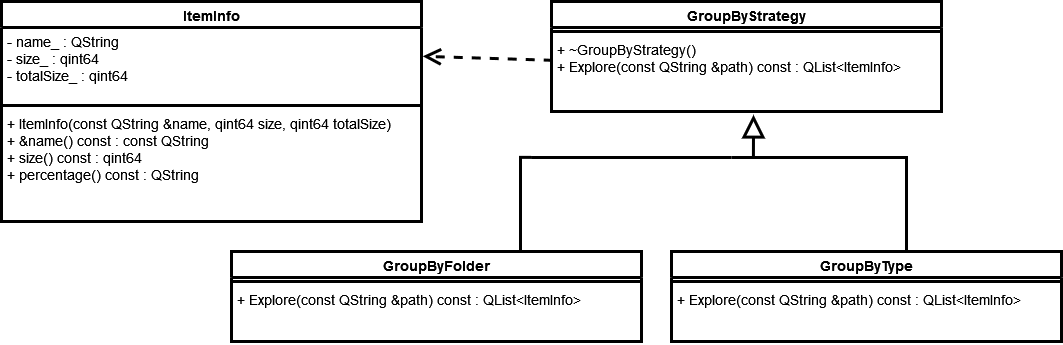 ItemInfo
- name_ : QString
- size_ : qint64
- totalSize_ : qint64
+ ItemInfo(const QString &name, qint64 size, qint64 totalSize)
+ &name() const : const QString
+ size() const : qint64
+ percentage() const : QString
GroupByStrategy
+ ~GroupByStrategy()
+ Explore(const QString &path) const : QList<ItemInfo>
GroupByFolder
+ Explore(const QString &path) const : QList<ItemInfo>
GroupByType
+ Explore(const QString &path) const : QList<ItemInfo>